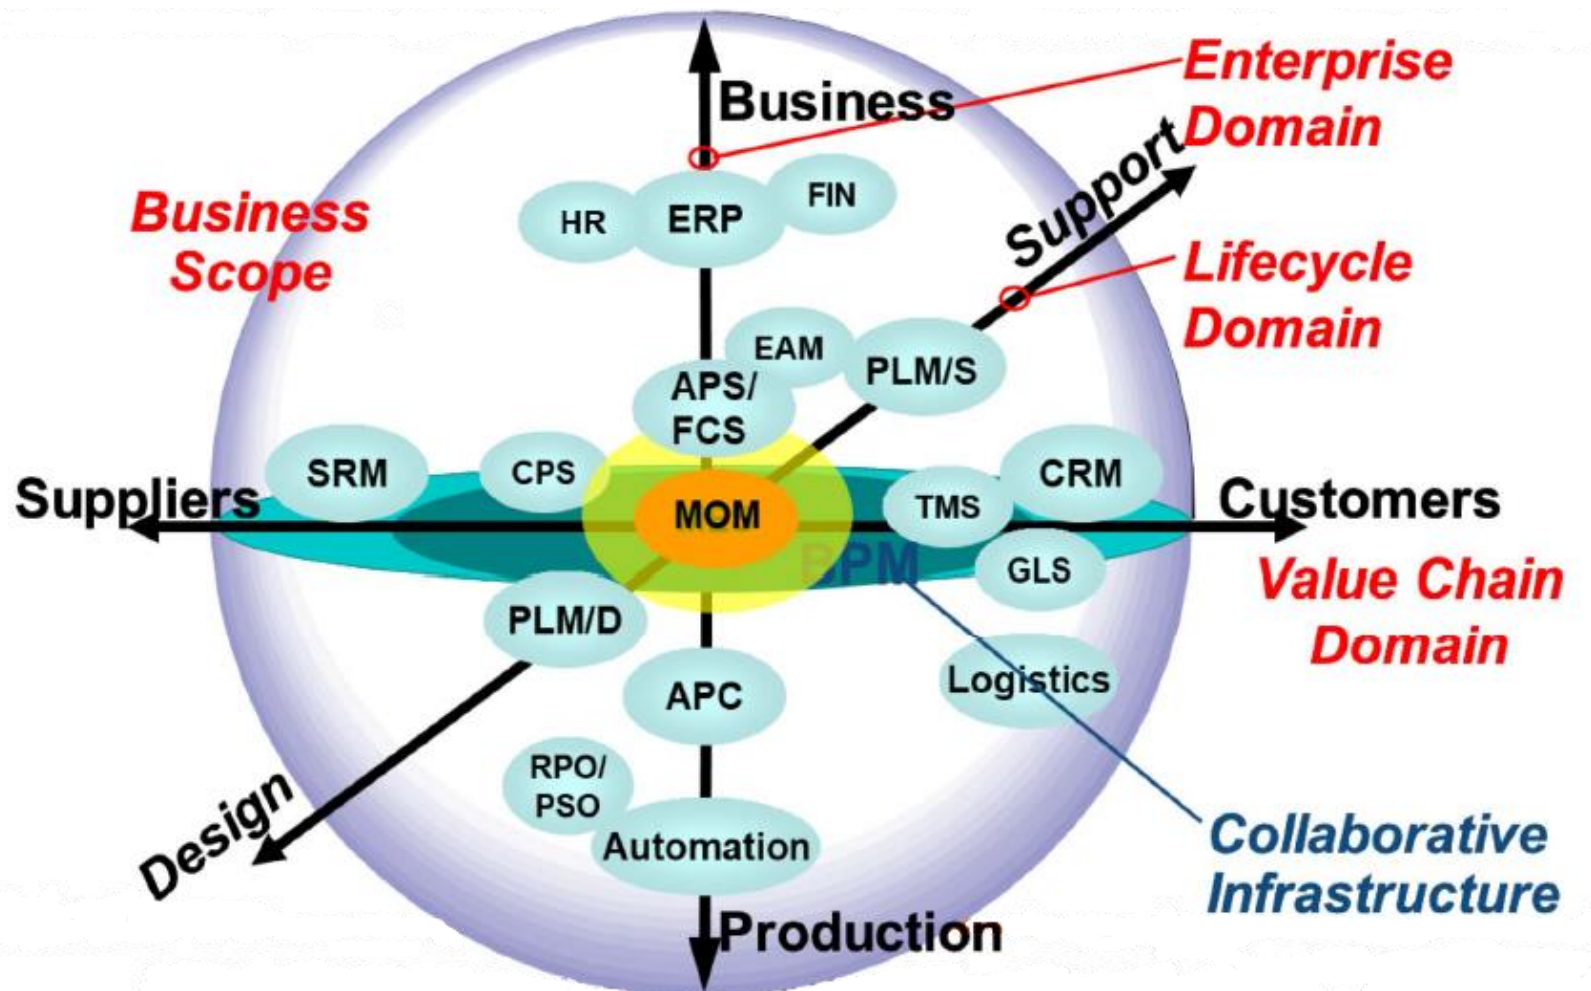 Business
Enterprise
Domain
Support
Business
Scope
HR
ERP
FIN
Lifecycle
Domain
EAM
PLM/S
APS/
FCS
SRM
CPS
MOM
TMS
CRM
Suppliers
Customers
BPM
GLS
Value Chain
Domain
PLM/D
APC
Logistics
RPO/
PSO
Automation
Design
Collaborative
Infrastructure
Production